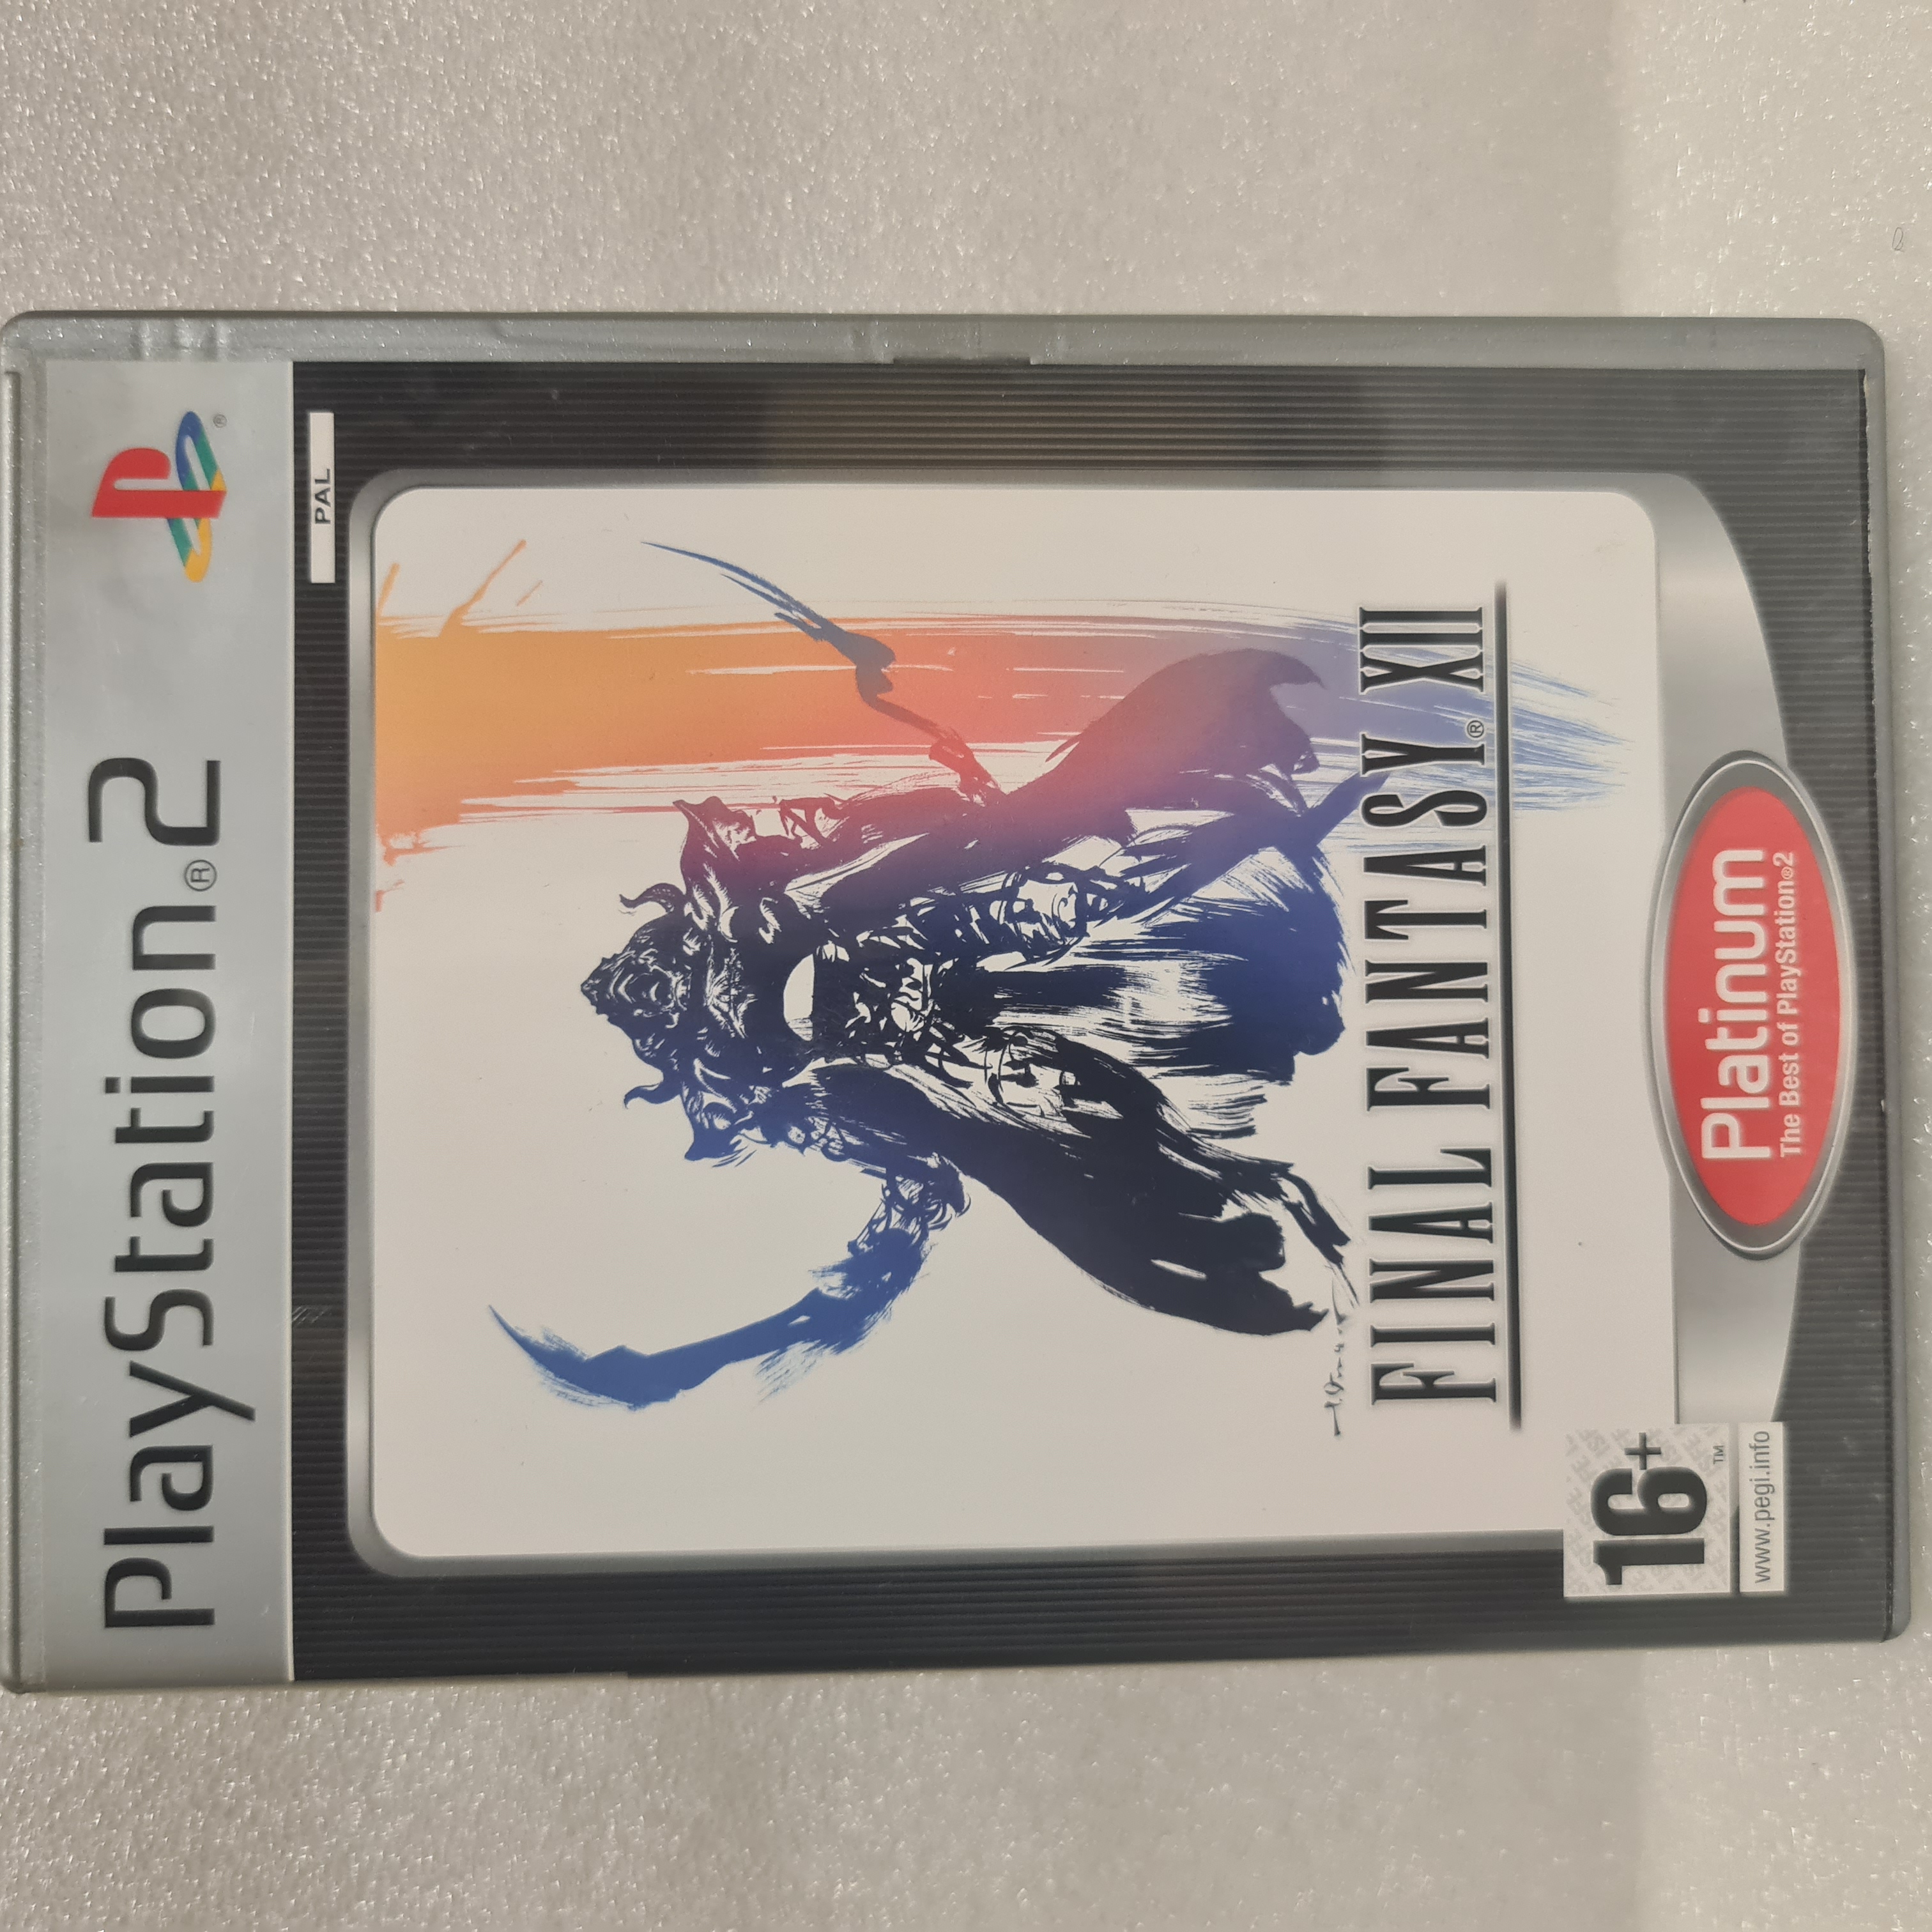 PlayStation®2
PAL
FINAL FANTASY® XII
16+
www.pegi.info
Platinum
The Best of PlayStation®2